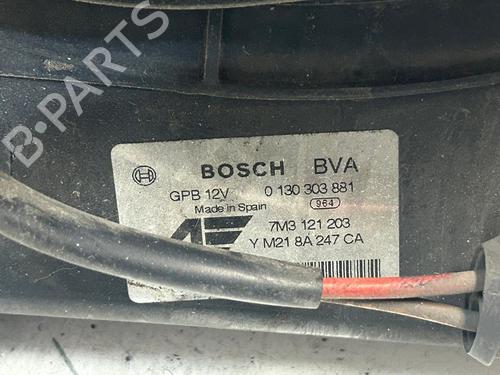 B-PARTS
BOSCH BVA
GPB 12V 0 130 303 881
Made in Spain 964
7M3 121 203
Y M21 8A 247 CA